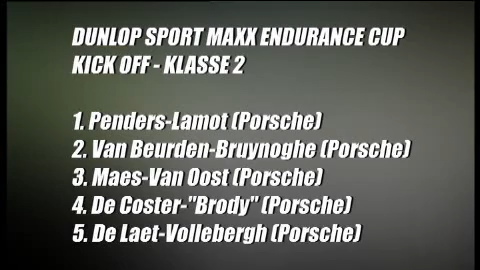 DUNLOP SPORT MAXX ENDURANCE CUP
KICK OFF - KLASSE 2
1. Penders-Lamot (Porsche)
2. Van Beurden-Bruynoghe (Porsche)
3. Maes-Van Oost (Porsche)
4. De Coster-"Brody" (Porsche)
5. De Laet-Vollebergh (Porsche)